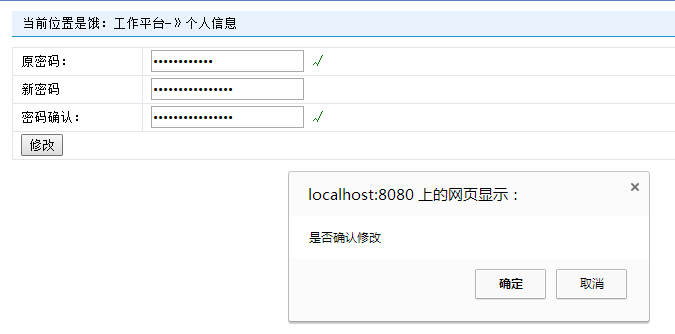 当前位置是饿：工作平台-》个人信息
原密码： ••••••••••••  √
新密码 ••••••••••••••••
密码确认： ••••••••••••••••  √
修改
localhost:8080 上的网页显示：
是否确认修改
确定 取消